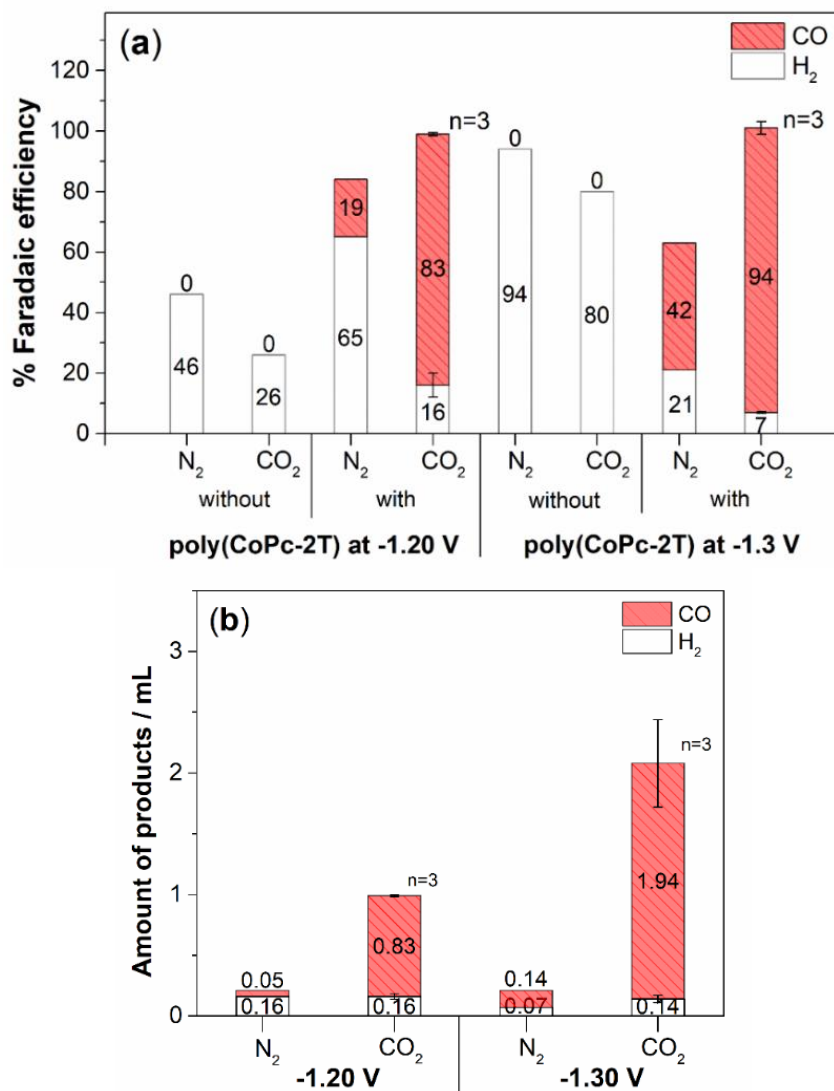 (a)
CO
H₂
% Faradaic efficiency
120
100
80
60
40
20
0
0
46
0
26
19
65
n=3
83
16
0
94
0
80
42
21
n=3
94
7
N₂ CO₂ N₂ CO₂ N₂ CO₂ N₂ CO₂
without with without with
poly(CoPc-2T) at -1.20 V poly(CoPc-2T) at -1.3 V
(b)
CO
H₂
Amount of products / mL
3
2
1
0
0.05
0.16
n=3
0.83
0.16
0.14
0.07
n=3
1.94
0.14
N₂ CO₂ N₂ CO₂
-1.20 V -1.30 V